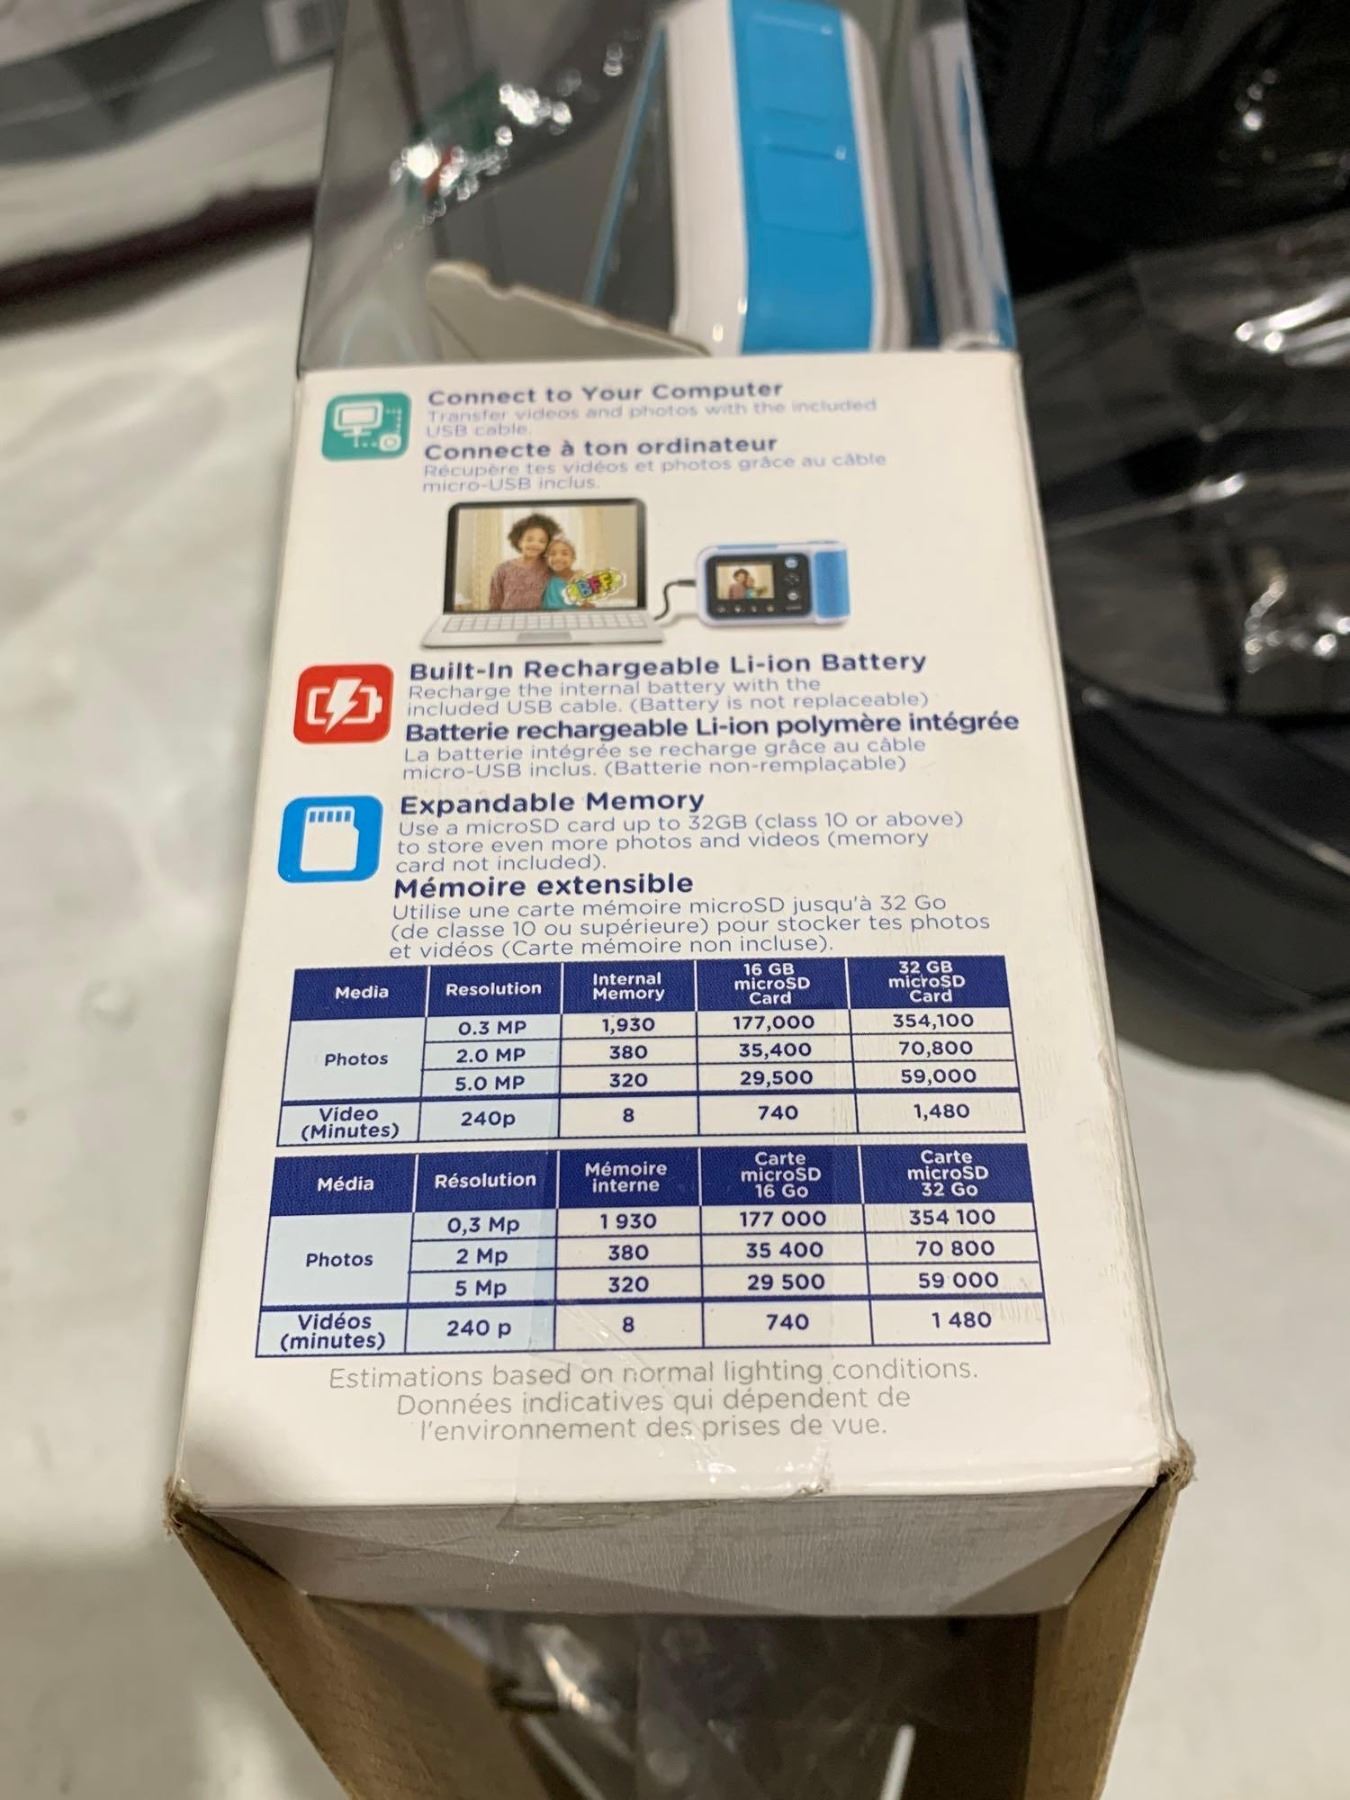 Connect to Your Computer
Transfer videos and photos with the included
USB cable.
Connecte à ton ordinateur
Récupère tes vidéos et photos grâce au câble
micro-USB inclus.
BFF
Built-In Rechargeable Li-ion Battery
Recharge the internal battery with the
included USB cable. (Battery is not replaceable)
Batterie rechargeable Li-ion polymère intégrée
La batterie intégrée se recharge grâce au câble
micro-USB inclus. (Batterie non-remplaçable)
Expandable Memory
Use a microSD card up to 32GB (class 10 or above)
to store even more photos and videos (memory
card not included).
Mémoire extensible
Utilise une carte mémoire microSD jusqu'à 32 Go
(de classe 10 ou supérieure) pour stocker tes photos
et vidéos (Carte mémoire non incluse).
Media Resolution Internal Memory 16 GB microSD Card 32 GB microSD Card
Photos 0.3 MP 1,930 177,000 354,100
2.0 MP 380 35,400 70,800
5.0 MP 320 29,500 59,000
Video (Minutes) 240p 8 740 1,480
Média Résolution Mémoire interne Carte microSD 16 Go Carte microSD 32 Go
Photos 0,3 Mp 1 930 177 000 354 100
2 Mp 380 35 400 70 800
5 Mp 320 29 500 59 000
Vidéos (minutes) 240 p 8 740 1 480
Estimations based on normal lighting conditions.
Données indicatives qui dépendent de
l'environnement des prises de vue.